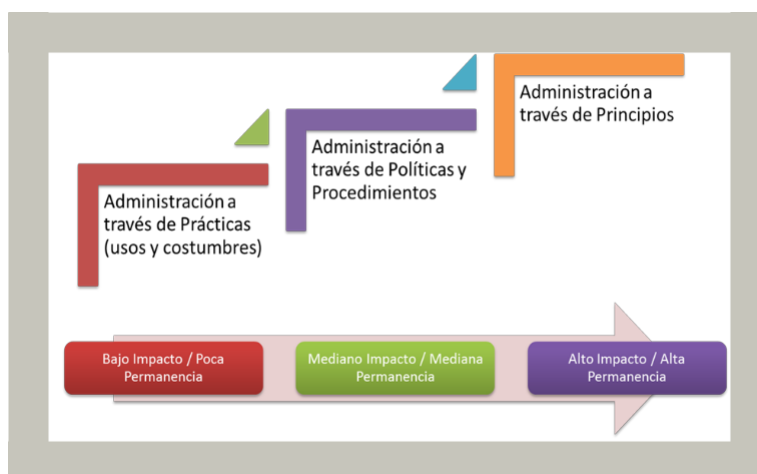 Administración a
través de Prácticas
(usos y costumbres)
Administración a
través de Políticas y
Procedimientos
Administración a
través de Principios
Bajo Impacto / Poca
Permanencia
Mediano Impacto / Mediana
Permanencia
Alto Impacto / Alta
Permanencia